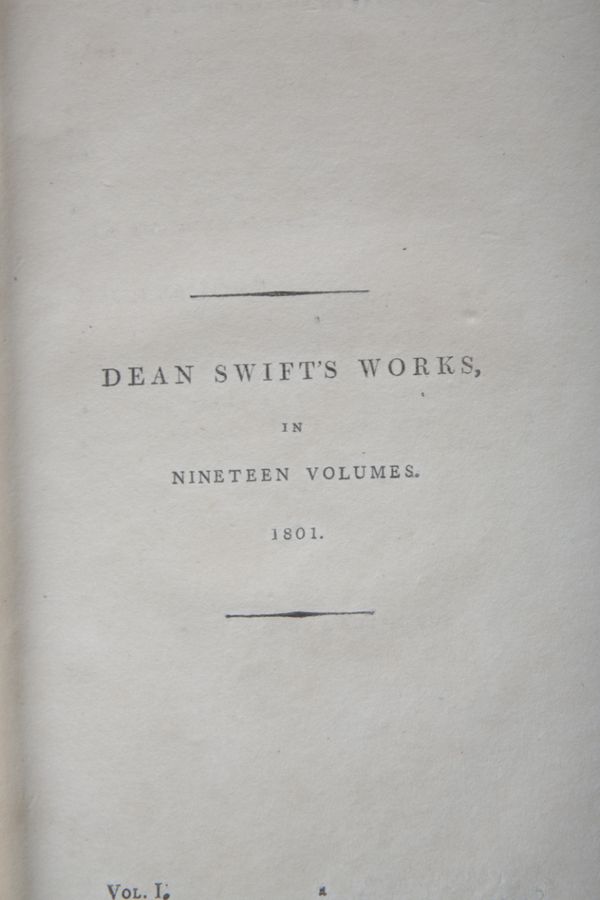 DEAN SWIFT'S WORKS,
IN
NINETEEN VOLUMES.
1801.
VOL. I. a